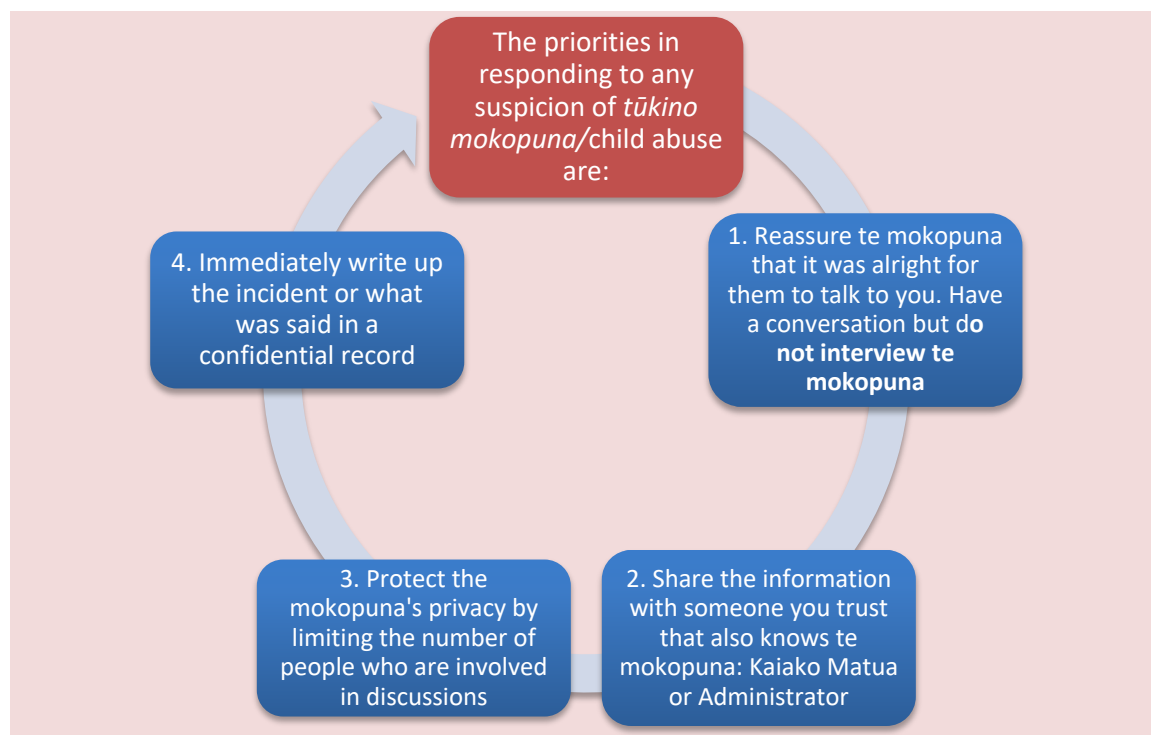 The priorities in
responding to any
suspicion of tūkino
mokopuna/child abuse
are:
1. Reassure te mokopuna
that it was alright for
them to talk to you. Have
a conversation but do
not interview te
mokopuna
2. Share the information
with someone you trust
that also knows te
mokopuna: Kaiako Matua
or Administrator
3. Protect the
mokopuna's privacy by
limiting the number of
people who are involved
in discussions
4. Immediately write up
the incident or what
was said in a
confidential record